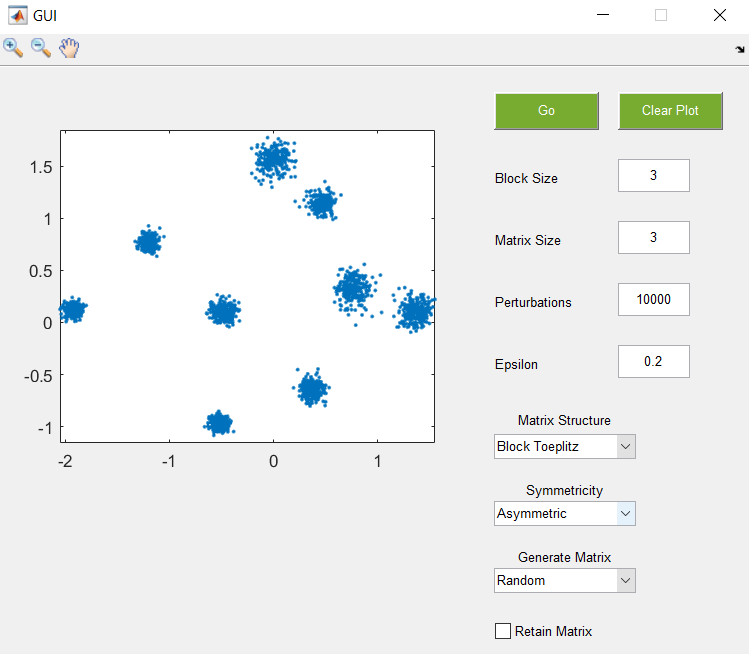 GUI
Go
Clear Plot
Block Size
3
Matrix Size
3
Perturbations
10000
Epsilon
0.2
Matrix Structure
Block Toeplitz
Symmetricity
Asymmetric
Generate Matrix
Random
Retain Matrix
1.5
1
0.5
0
-0.5
-1
-2 -1 0 1